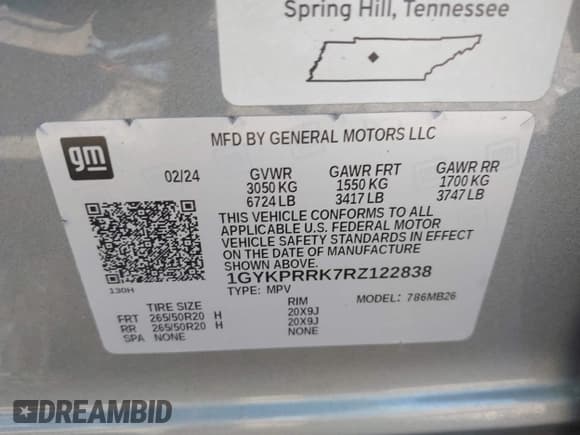 Spring Hill, Tennessee
gm
MFD BY GENERAL MOTORS LLC
02/24 GVWR GAWR FRT GAWR RR
3050 KG 1550 KG 1700 KG
6724 LB 3417 LB 3747 LB
THIS VEHICLE CONFORMS TO ALL
APPLICABLE U.S. FEDERAL MOTOR
VEHICLE SAFETY STANDARDS IN EFFECT
ON THE DATE OF MANUFACTURE
SHOWN ABOVE.
1GYKPRRK7RZ122838
130H
TYPE: MPV MODEL: 786MB26
TIRE SIZE RIM
FRT 265/50R20 H 20X9J
RR 265/50R20 H 20X9J
SPA NONE NONE
DREAMBID